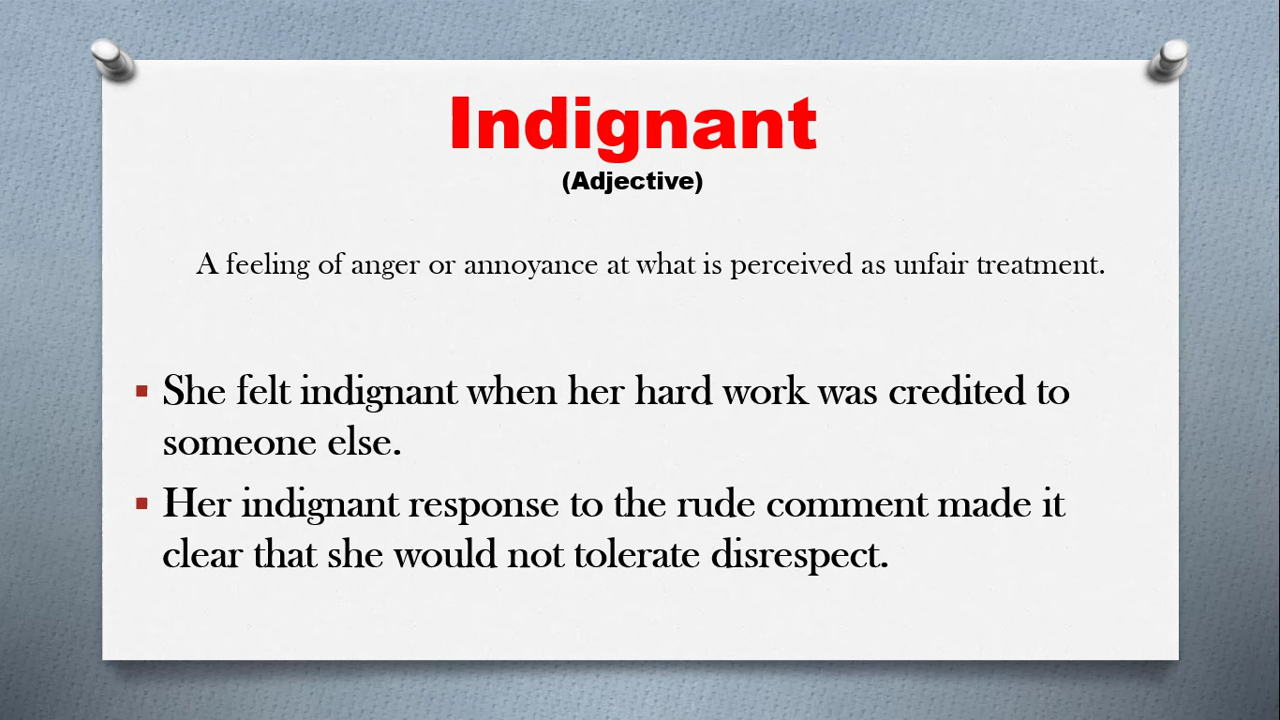 Indignant
(Adjective)
A feeling of anger or annoyance at what is perceived as unfair treatment.
▪ She felt indignant when her hard work was credited to
someone else.
▪ Her indignant response to the rude comment made it
clear that she would not tolerate disrespect.